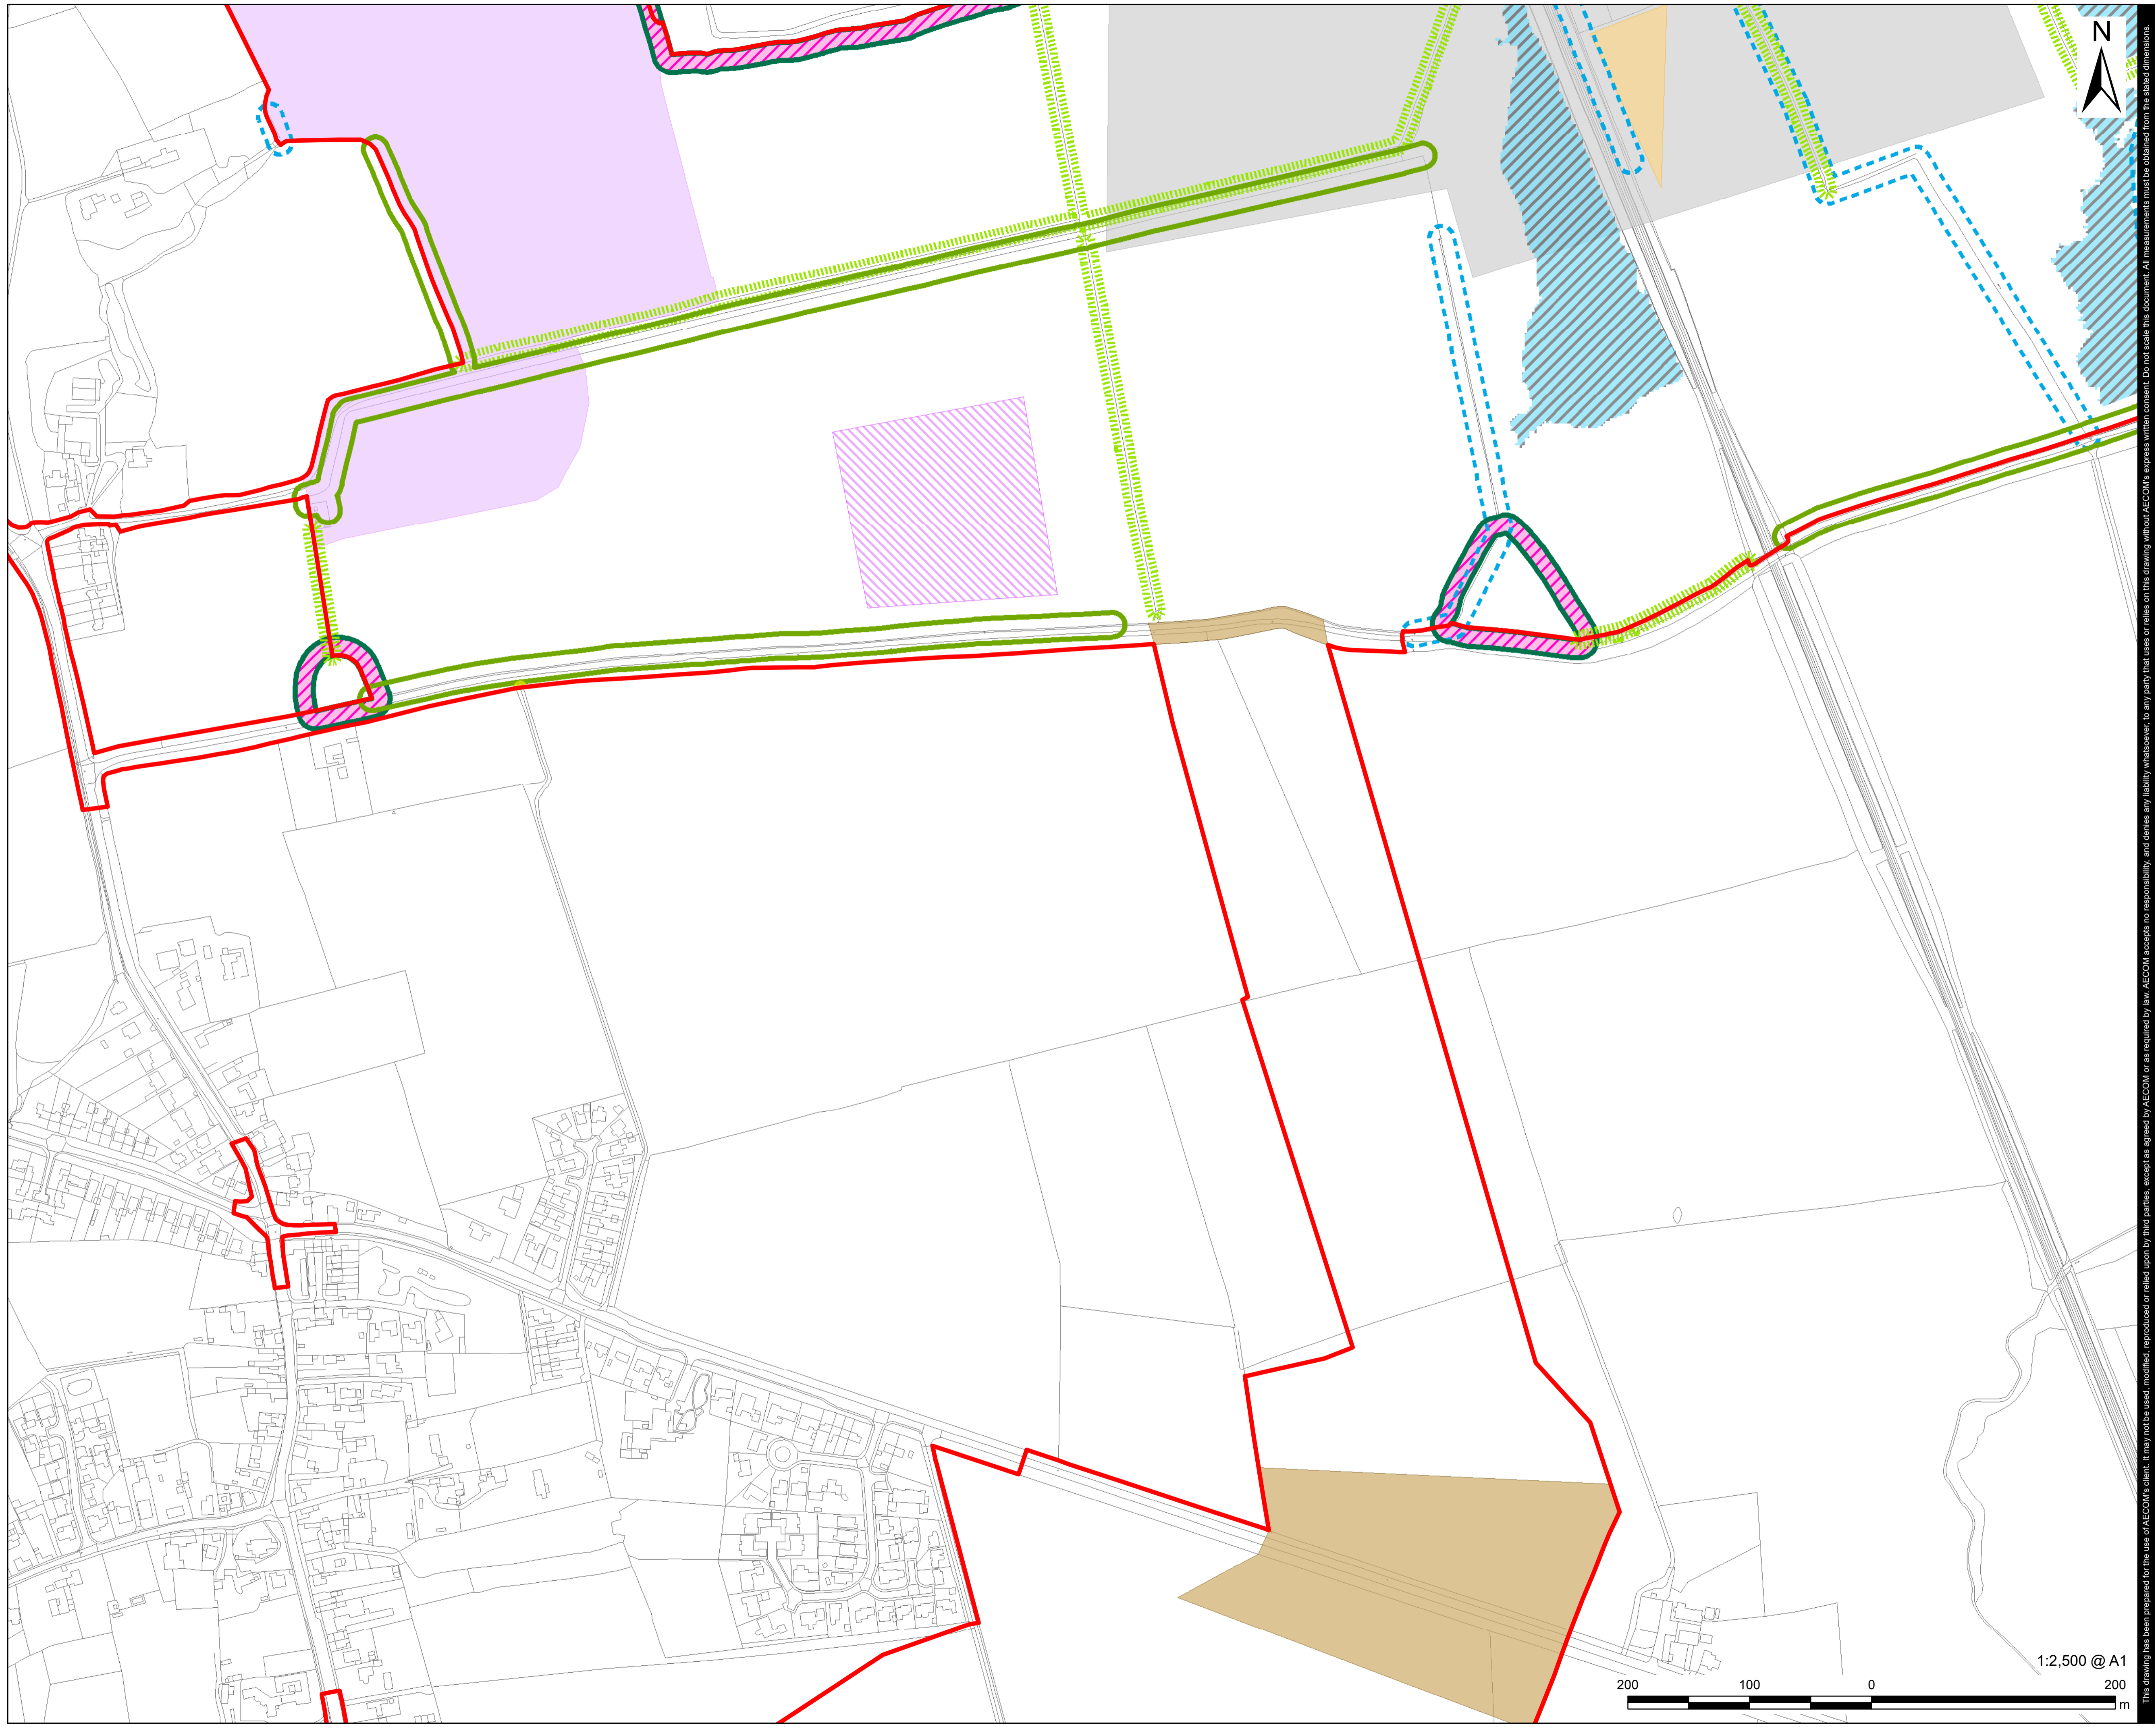 N
This drawing has been prepared for the use of AECOM's client. It may not be used, modified, reproduced or relied upon by third parties, except as agreed by AECOM or as required by law. AECOM accepts no responsibility, and denies any liability whatsoever, to any party that uses or relies on this drawing without AECOM's express written consent. Do not scale this document. All measurements must be obtained from the stated dimensions.
1:2,500 @ A1
200 100 0 200
m